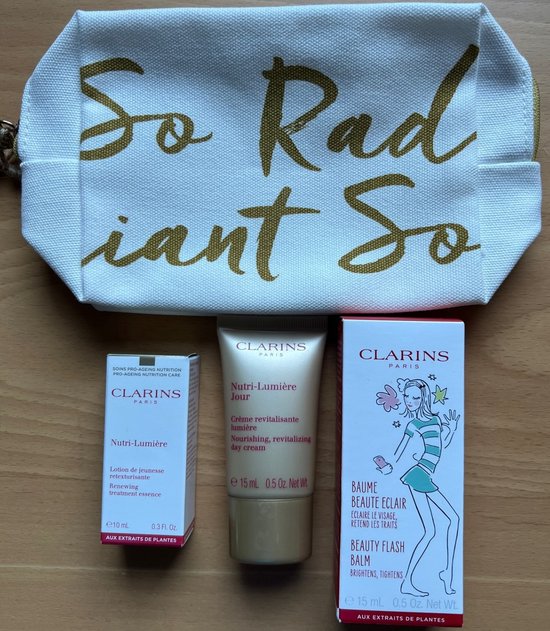 So Rad
iant So
SOINS PRO-AGEING NUTRITION
PRO-AGEING NUTRITION CARE
CLARINS
PARIS
Nutri-Lumière
Lotion de jeunesse
retexturisante
Renewing
treatment essence
℮ 10 mL 0.3 Fl. Oz.
AUX EXTRAITS DE PLANTES
CLARINS
PARIS
Nutri-Lumière
Jour
Crème revitalisante
lumière
Nourishing, revitalizing
day cream
℮ 15 mL 0.5 Oz. Net Wt.
CLARINS
PARIS
BAUME
BEAUTE ECLAIR
ECLAIRE LE VISAGE,
RETEND LES TRAITS
BEAUTY FLASH
BALM
BRIGHTENS, TIGHTENS
℮ 15 mL 0.5 Oz. Net Wt.
AUX EXTRAITS DE PLANTES